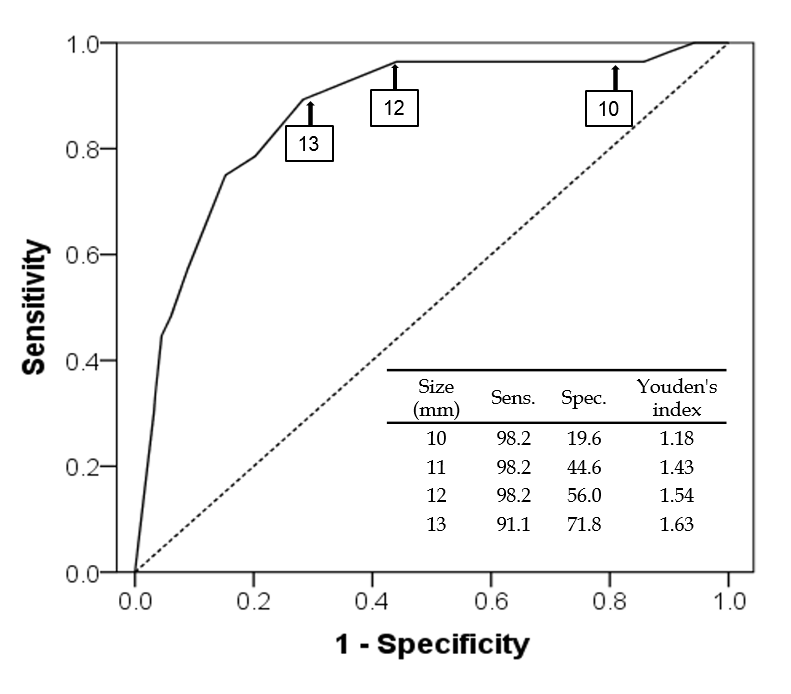 1.0
0.8
0.6
0.4
0.2
0.0
Sensitivity
13
12
10
Size
(mm)
Sens.
Spec.
Youden's
index
10 98.2 19.6 1.18
11 98.2 44.6 1.43
12 98.2 56.0 1.54
13 91.1 71.8 1.63
0.0 0.2 0.4 0.6 0.8 1.0
1 - Specificity